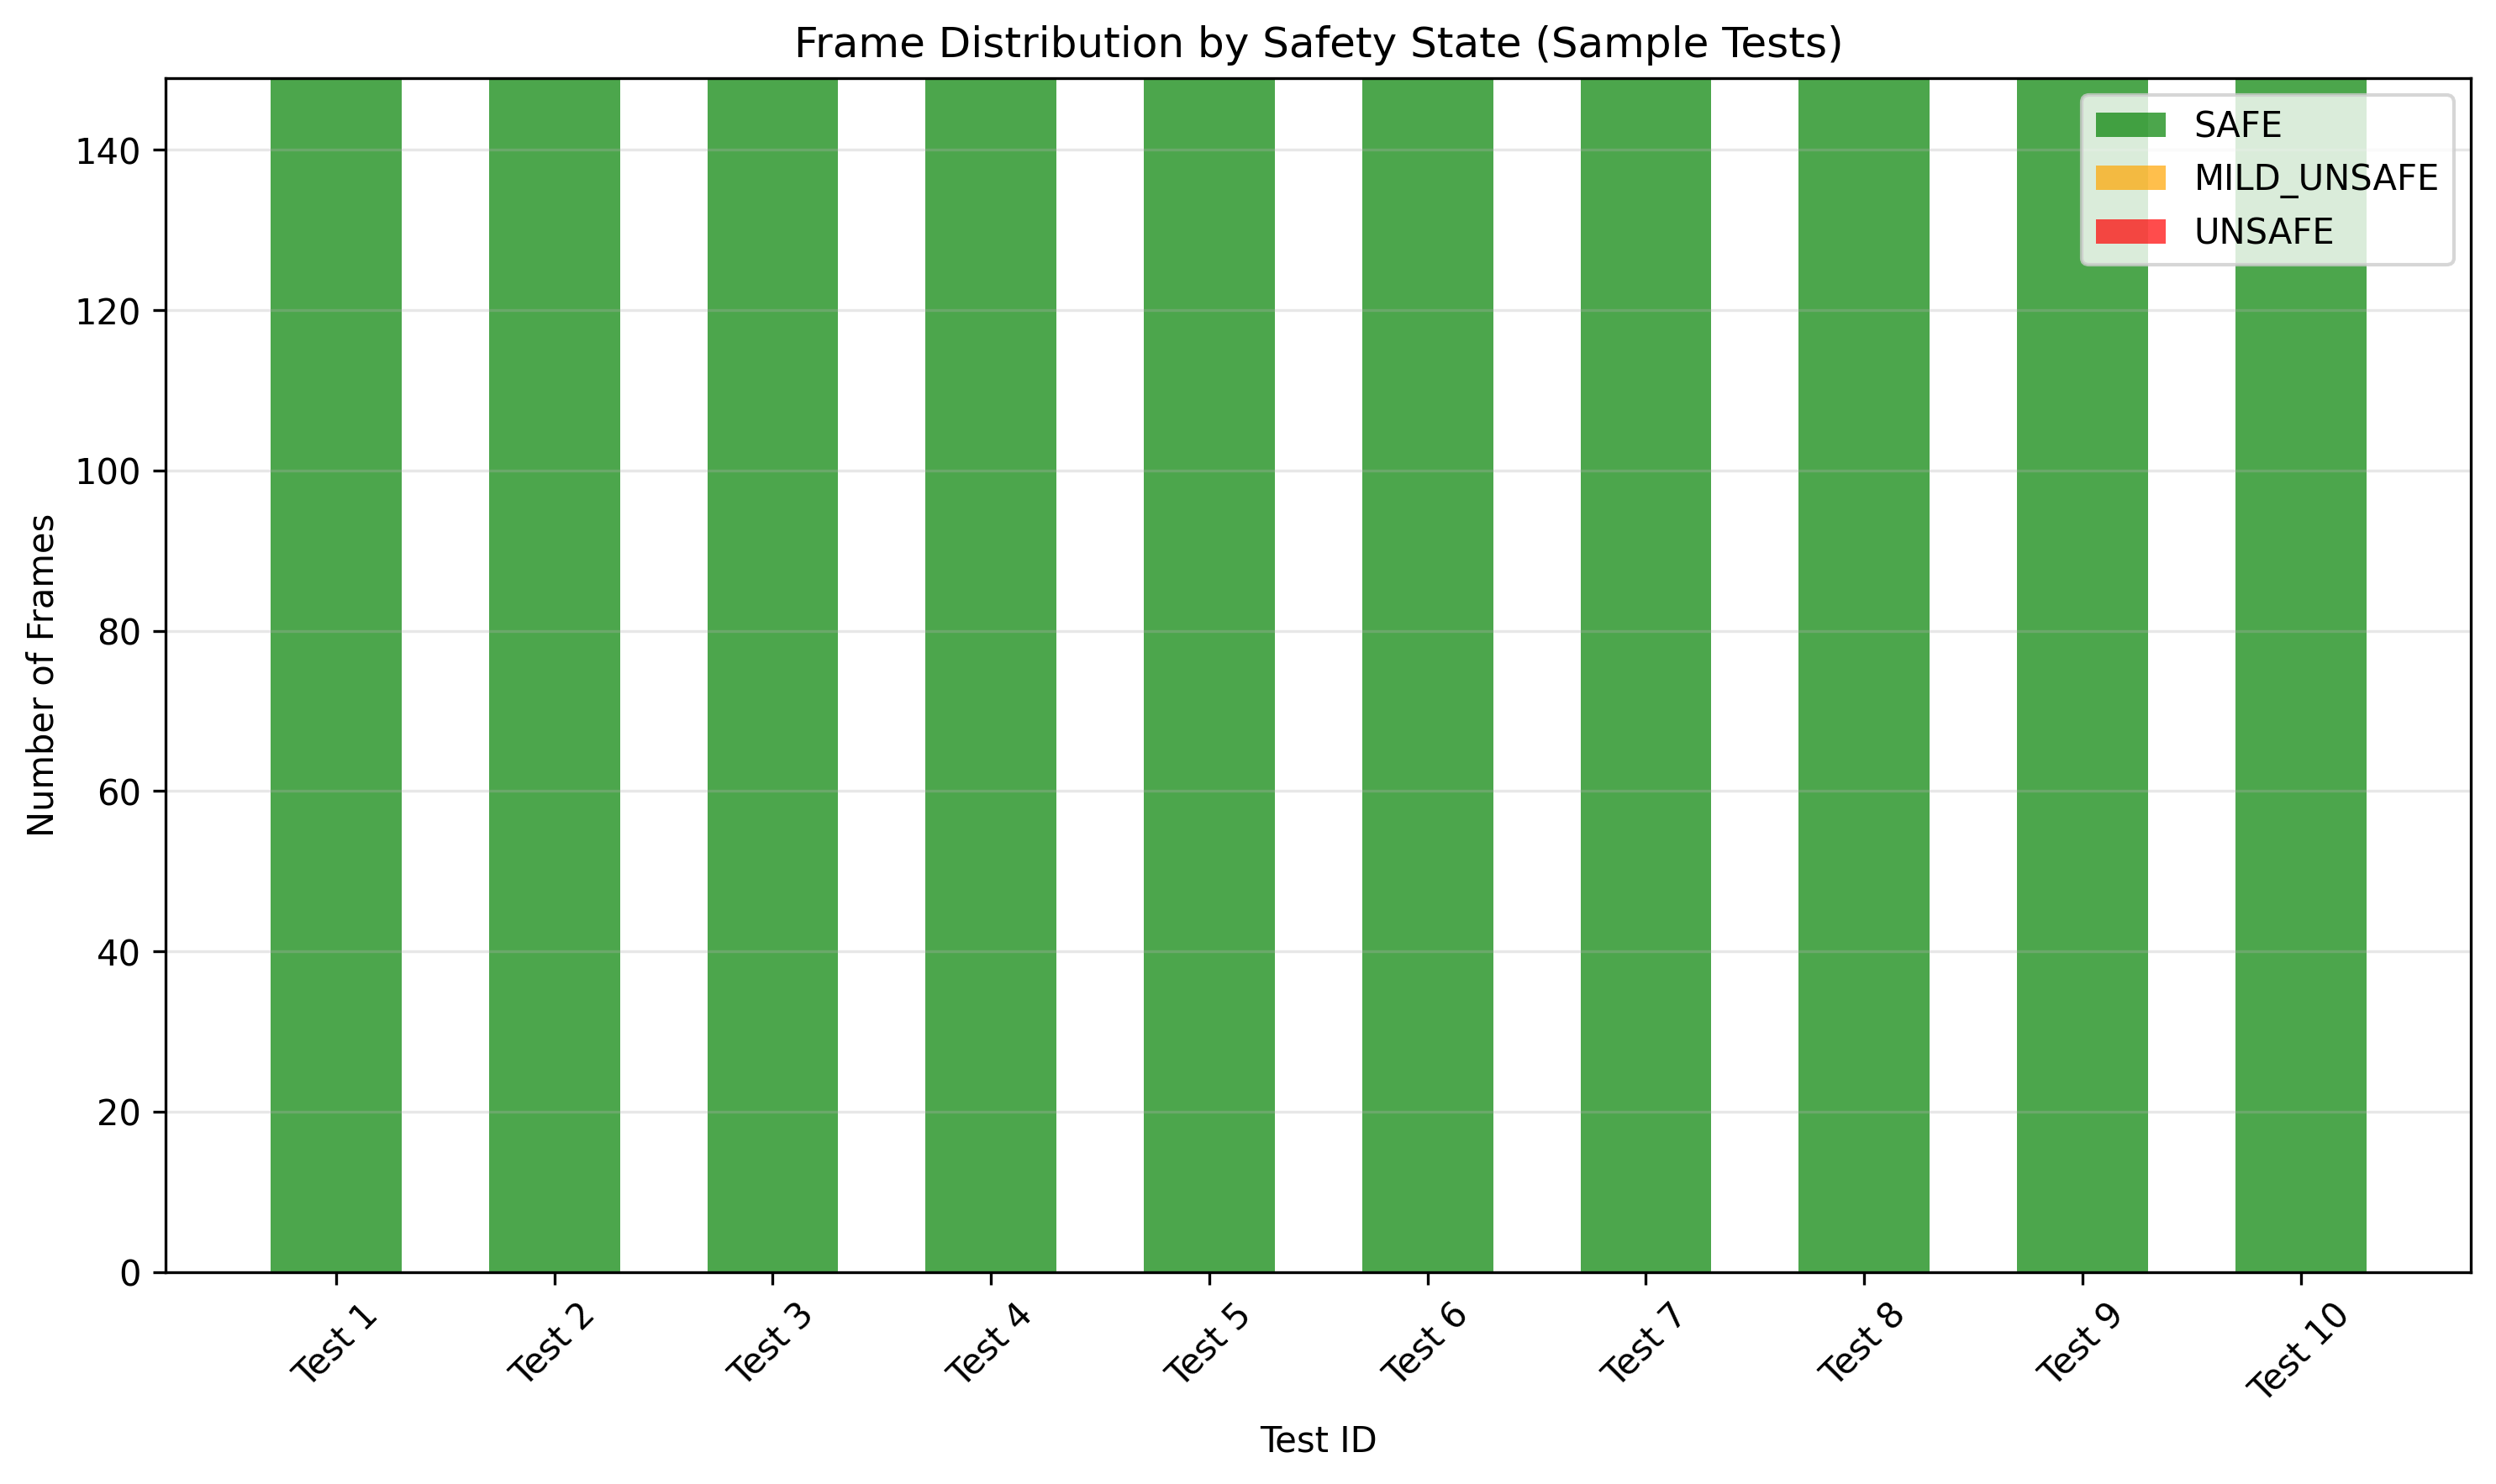 Frame Distribution by Safety State (Sample Tests)
SAFE
MILD_UNSAFE
UNSAFE
Number of Frames
140
120
100
80
60
40
20
0
Test 1
Test 2
Test 3
Test 4
Test 5
Test 6
Test 7
Test 8
Test 9
Test 10
Test ID